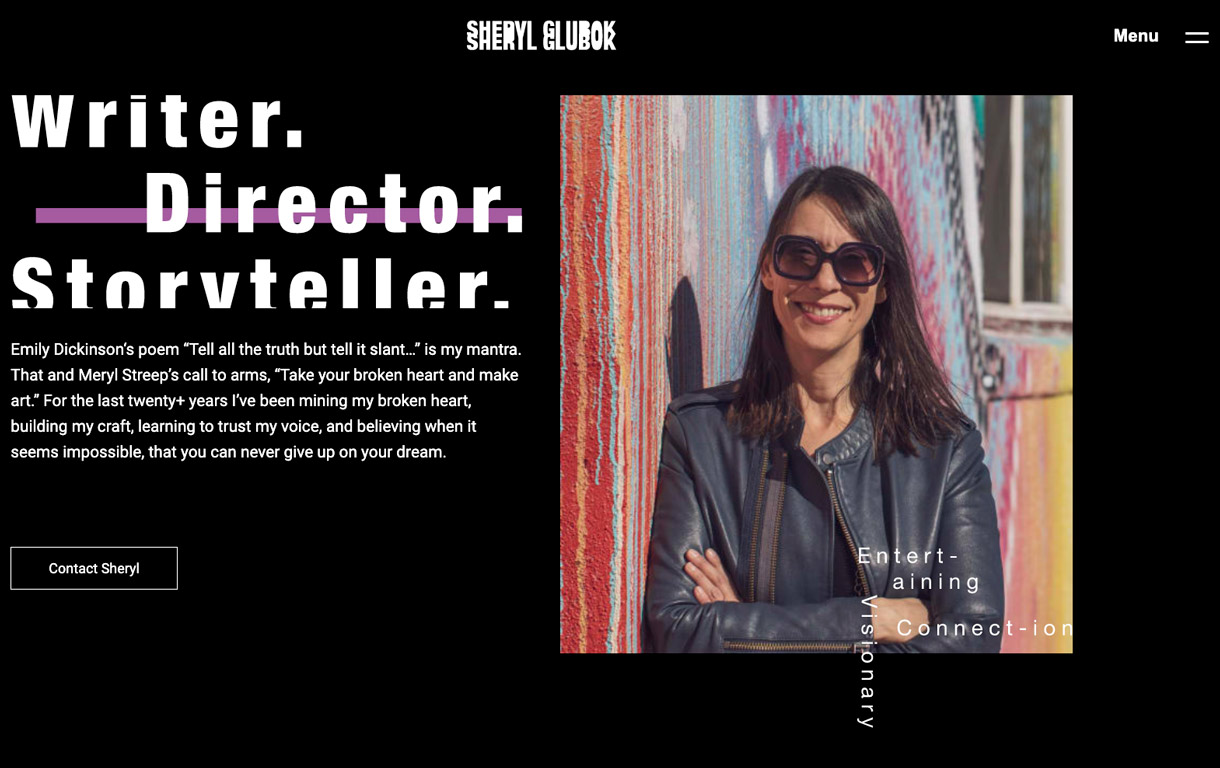 SHERYL GLUBOK
Menu
Writer.
Director.
Storyteller.
Emily Dickinson's poem “Tell all the truth but tell it slant...” is my mantra.
That and Meryl Streep's call to arms, “Take your broken heart and make
art.” For the last twenty+ years I've been mining my broken heart,
building my craft, learning to trust my voice, and believing when it
seems impossible, that you can never give up on your dream.
Contact Sheryl
Entert-
aining
Connect-ion
Visionary